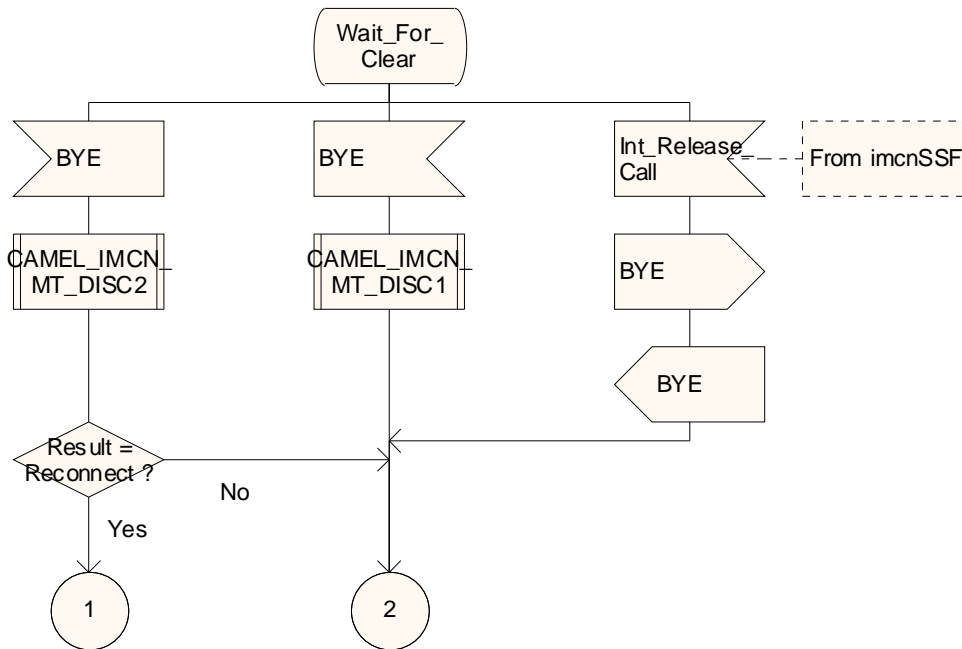 Wait_For_
Clear
BYE
BYE
Int_Release_
Call
From imcnSSF
CAMEL_IMCN_
MT_DISC2
CAMEL_IMCN_
MT_DISC1
BYE
BYE
Result =
Reconnect ?
No
Yes
1
2